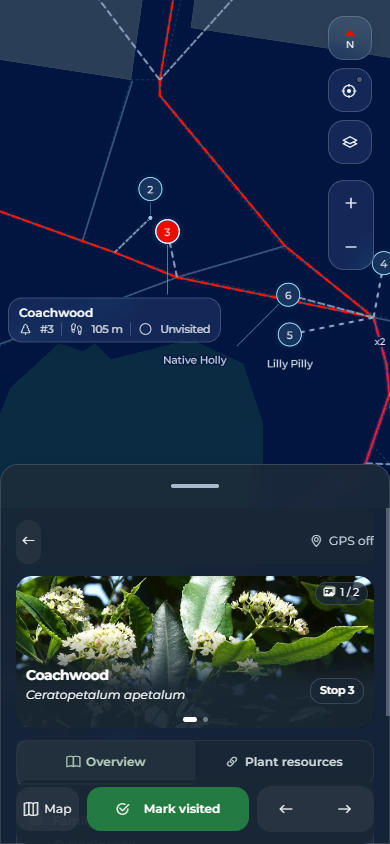 N
2
3
4
Coachwood
#3 105 m Unvisited
6
5
x2
Native Holly
Lilly Pilly
GPS off
1 / 2
Coachwood
Ceratopetalum apetalum
Stop 3
Overview
Plant resources
Map
Mark visited